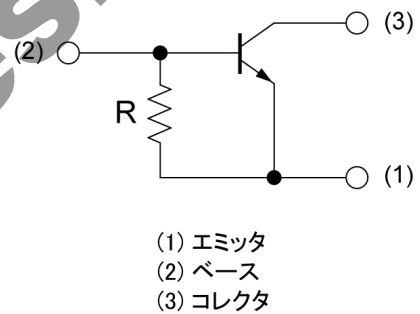 (3)
(2)
R
(1)
(1) エミッタ
(2) ベース
(3) コレクタ